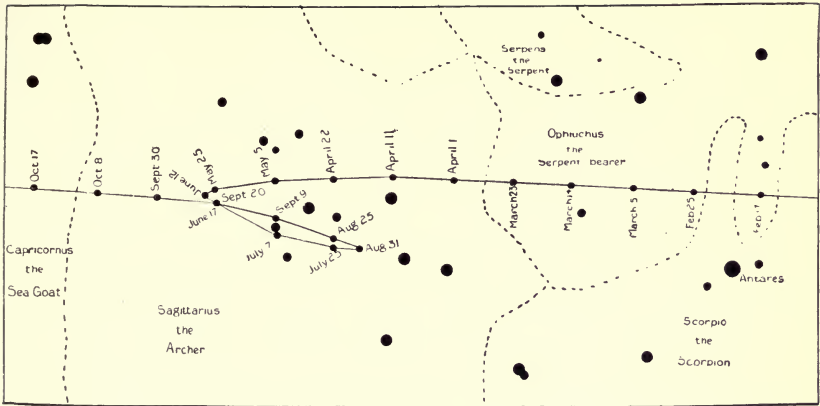 Serpens
the
Serpent
Ophiuchus
the
Serpent bearer
Oct 17
Oct 8
Sept 30
June 12
May 25
May 5
April 22
April 11
April 1
March 23
March
March 5
Feb 25
Feb
Sept 20
June 17
Sept 9
July 7
Aug 25
July 25
Aug 31
Capricornus
the
Sea Goat
Sagittarius
the
Archer
Antares
Scorpio
the
Scorpion